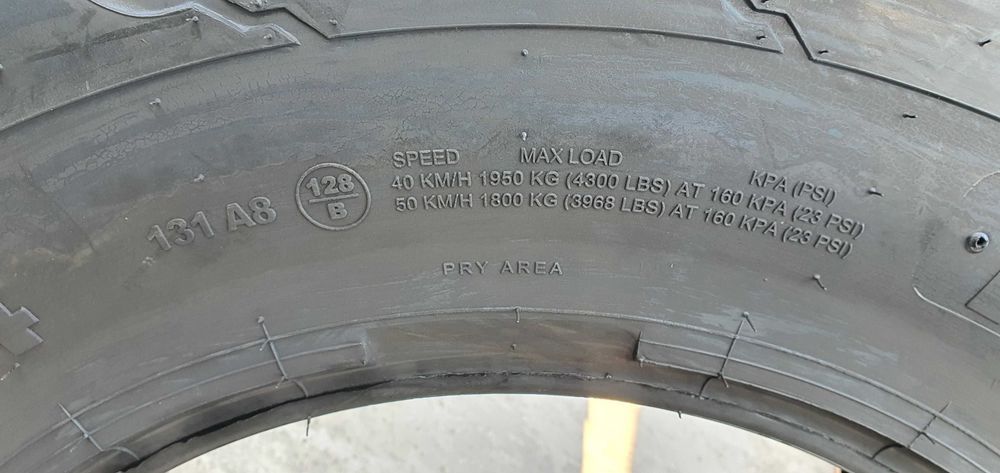 131 A8
128
B
SPEED MAX LOAD KPA (PSI)
40 KM/H 1950 KG (4300 LBS) AT 160 KPA (23 PSI)
50 KM/H 1800 KG (3968 LBS) AT 160 KPA (23 PSI)
PRY AREA